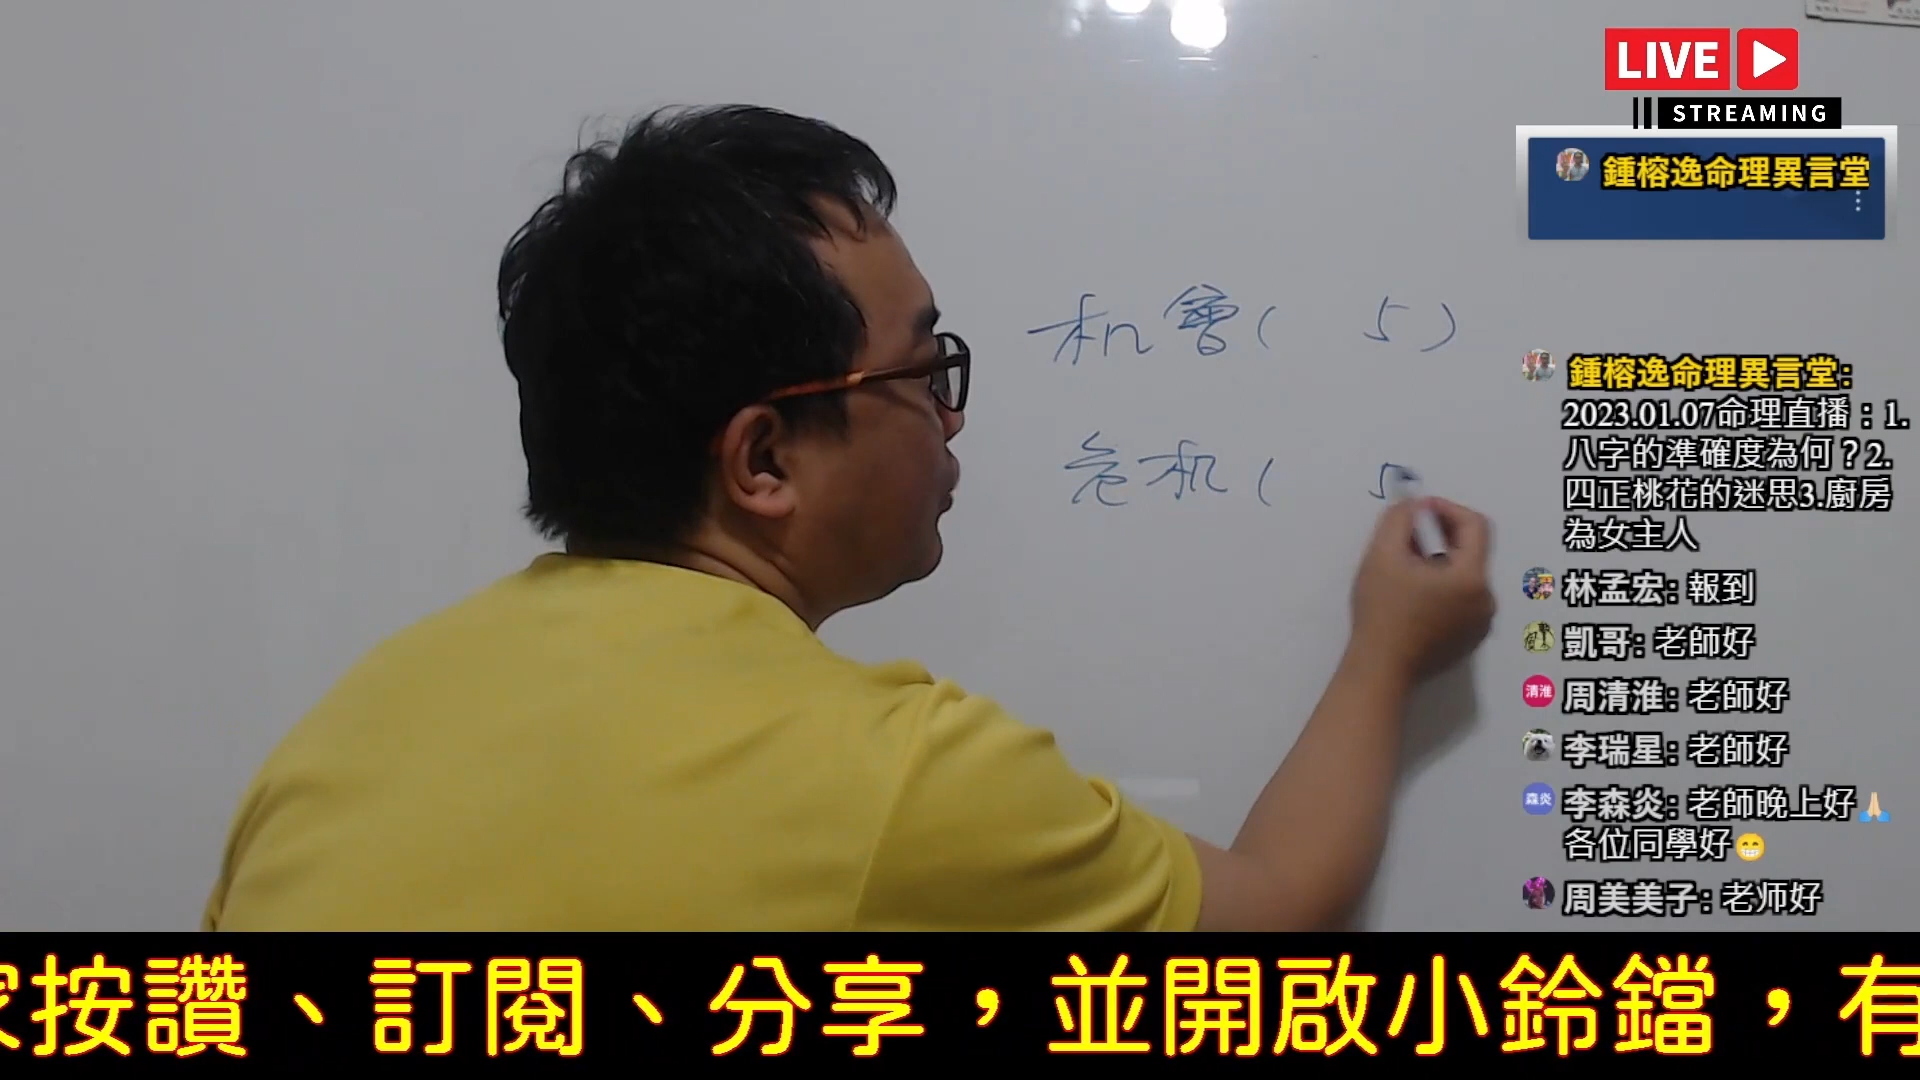 LIVE
STREAMING
鍾榕逸命理異言堂
机會( 5)
危机( 5
鍾榕逸命理異言堂:
2023.01.07命理直播：1.
八字的準確度為何？2.
四正桃花的迷思3.廚房
為女主人
林孟宏: 報到
凱哥: 老師好
清淮 周清淮: 老師好
李瑞星: 老師好
森炎 李森炎: 老師晚上好🙏🏻
各位同學好😁
周美美子: 老师好
家按讚、訂閱、分享，並開啟小鈴鐺，有